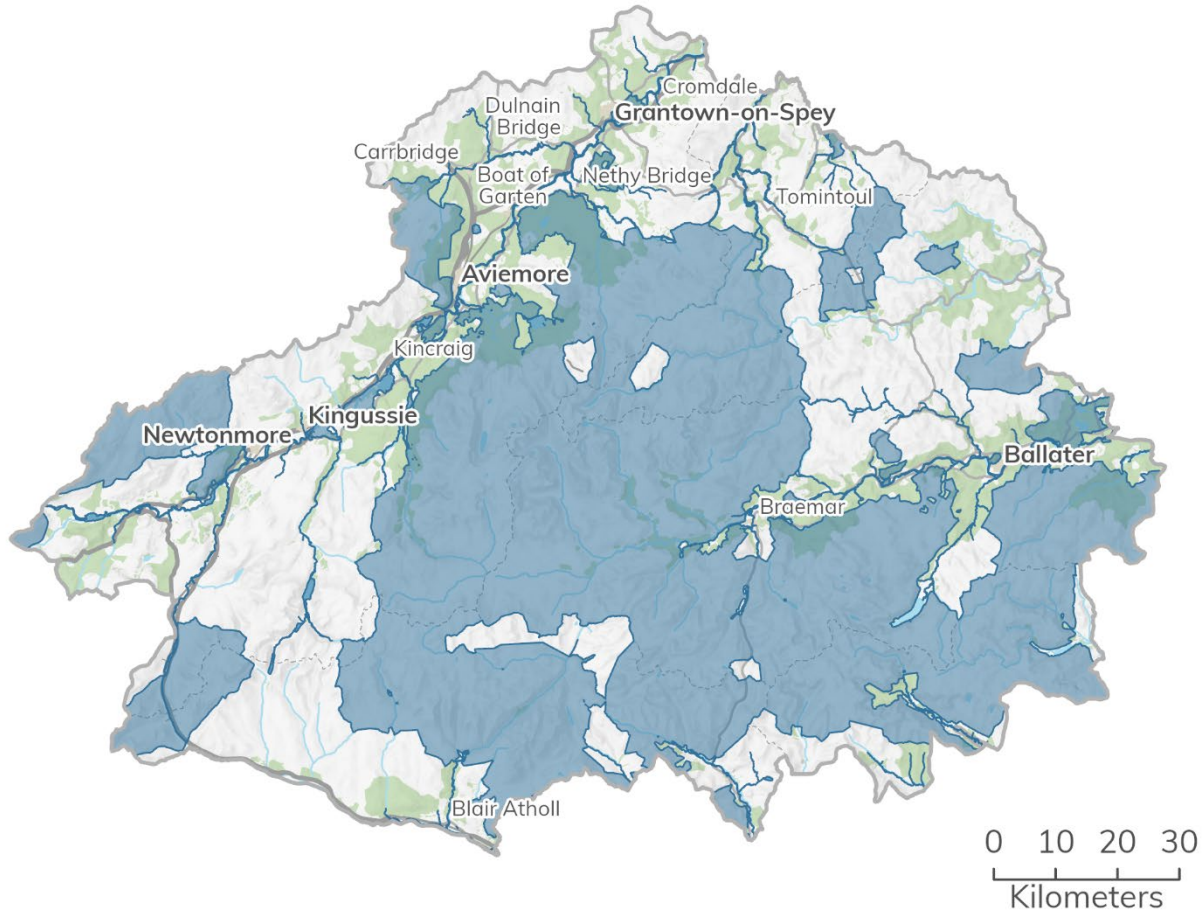 Cromdale
Grantown-on-Spey
Dulnain
Bridge
Carrbridge
Boat of
Garten
Nethy Bridge
Tomintoul
Aviemore
Kincraig
Kingussie
Newtonmore
Ballater
Braemar
Blair Atholl
0 10 20 30
Kilometers